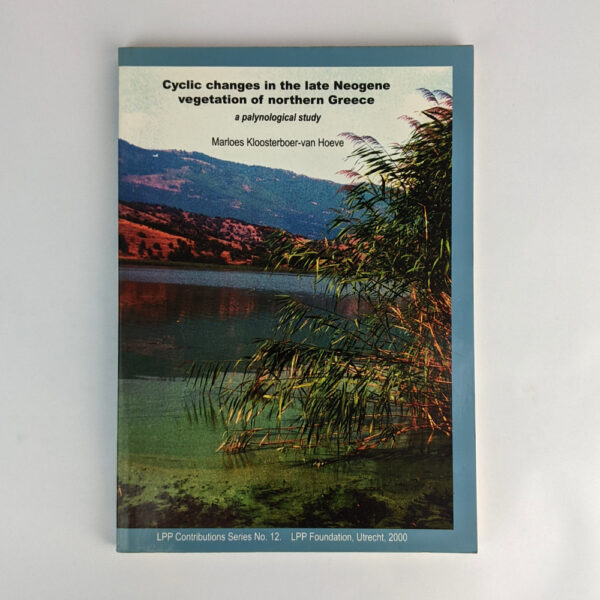 Cyclic changes in the late Neogene
vegetation of northern Greece
a palynological study
Marloes Kloosterboer-van Hoeve
LPP Contributions Series No. 12. LPP Foundation, Utrecht, 2000